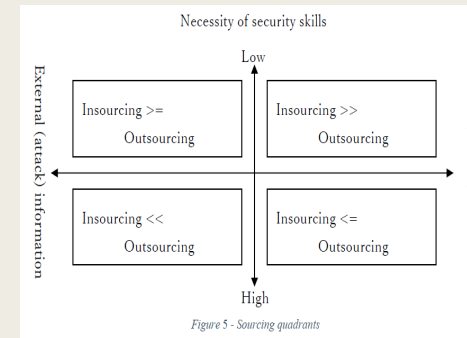 Necessity of security skills
Low
External (attack) information
Insourcing >=
Outsourcing
Insourcing >>
Outsourcing
Insourcing <<
Outsourcing
Insourcing <=
Outsourcing
High
Figure 5 - Sourcing quadrants